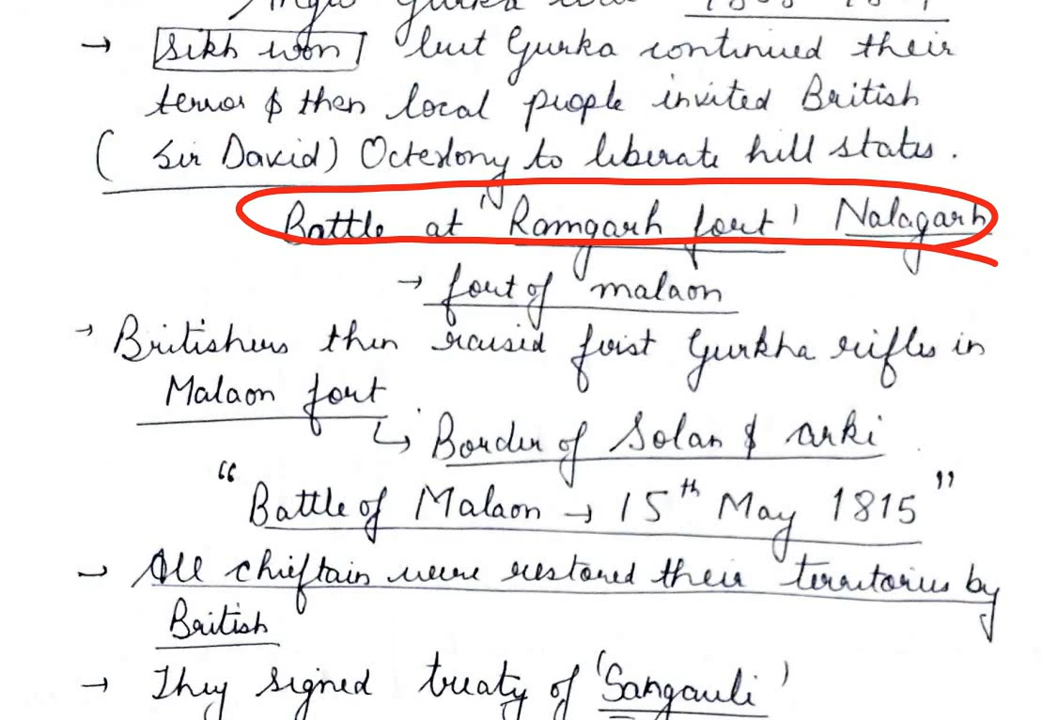 Anglo Gurkha war
→ Sikh won but Gurka continued their
terror & then local people invited British
( Sir David) Octerlony to liberate hill states.
Battle at 'Ramgarh fort' Nalagarh
→ fort of malaon
→ Britishers then raised first Gurkha rifles in
Malaon fort
↳ Border of Solan & arki
“Battle of Malaon → 15th May 1815”
→ All chieftain were restored their territories by
British
→ They signed treaty of 'Sangauli'